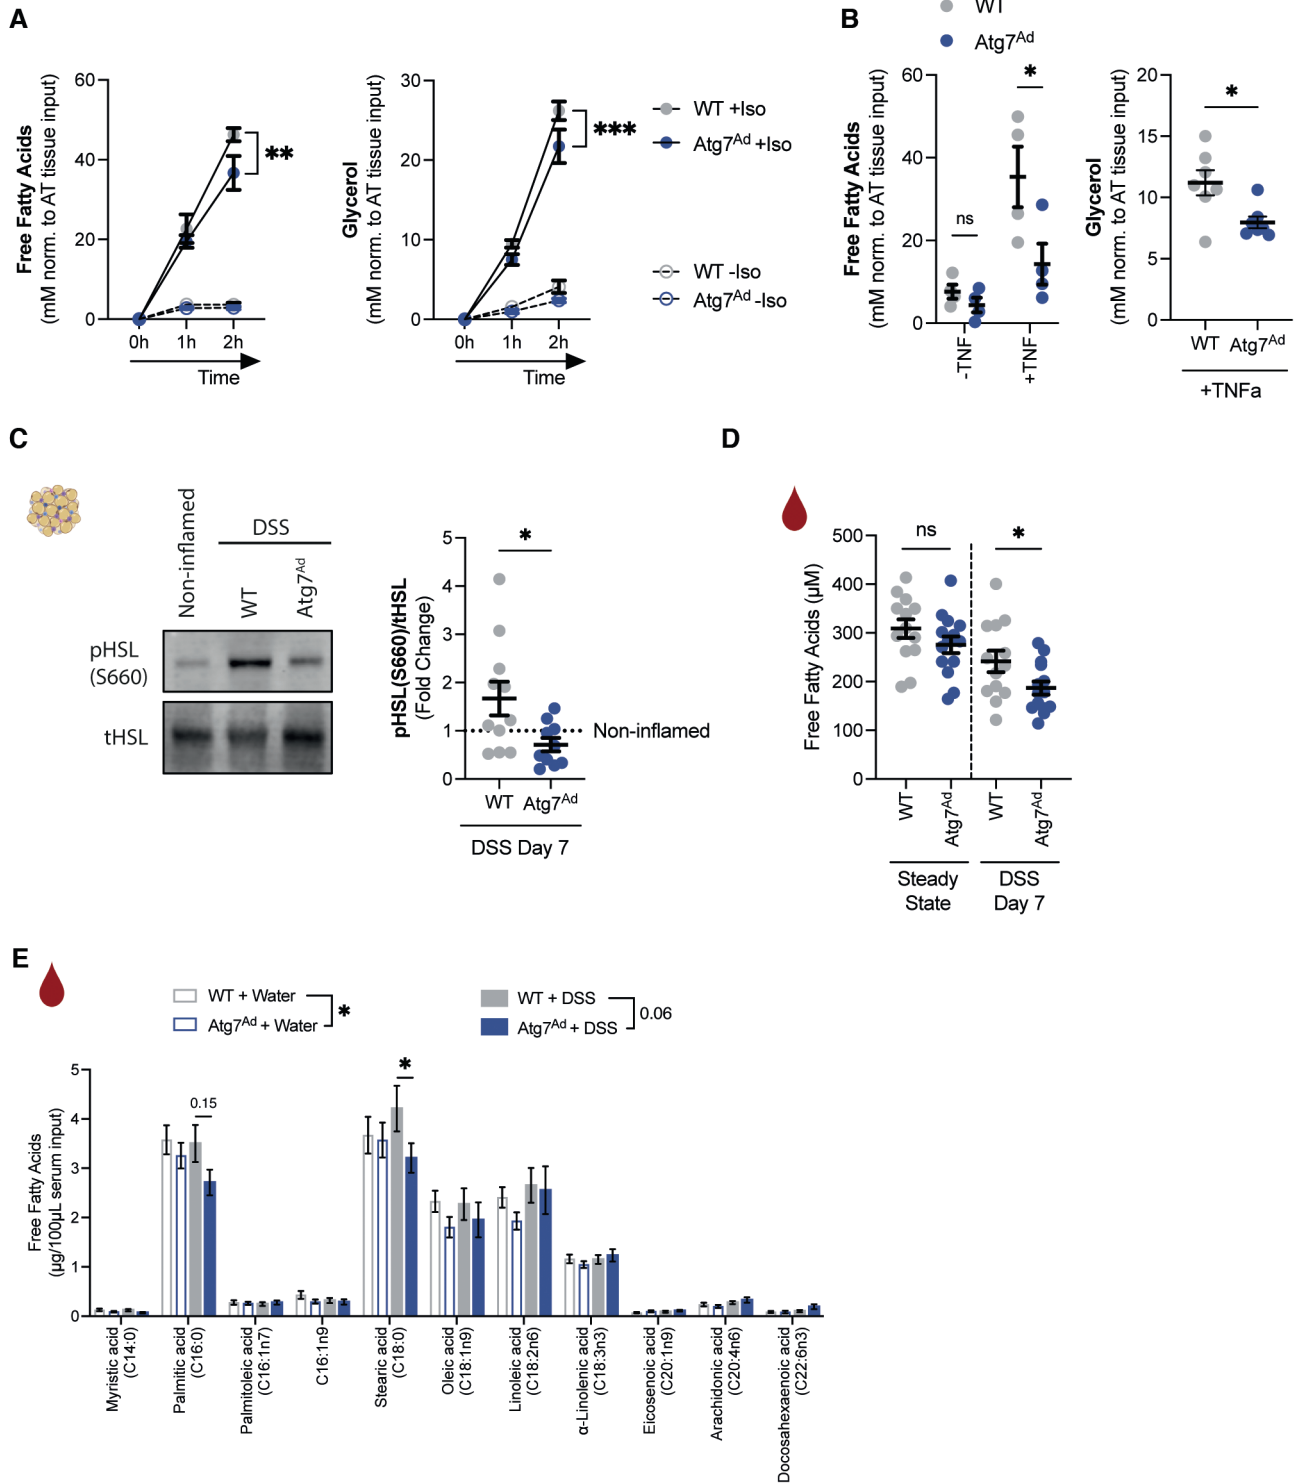 A
Free Fatty Acids
(mM norm. to AT tissue input)
60
40
20
0
0h 1h 2h
Time
**
Glycerol
(mM norm. to AT tissue input)
30
20
10
0
0h 1h 2h
Time
***
WT +Iso
Atg7Ad +Iso
WT -Iso
Atg7Ad -Iso
B
WT
Atg7Ad
Free Fatty Acids
(mM norm. to AT tissue input)
60
40
20
0
ns
*
-TNF
+TNF
Glycerol
(mM norm. to AT tissue input)
20
15
10
5
0
*
WT Atg7Ad
+TNFa
C
Non-inflamed
DSS
WT
Atg7Ad
pHSL
(S660)
tHSL
pHSL(S660)/tHSL
(Fold Change)
5
4
3
2
1
0
*
Non-inflamed
WT Atg7Ad
DSS Day 7
D
Free Fatty Acids (µM)
500
400
300
200
100
0
ns
*
WT
Atg7Ad
WT
Atg7Ad
Steady
State
DSS
Day 7
E
WT + Water
Atg7Ad + Water
*
WT + DSS
Atg7Ad + DSS
0.06
Free Fatty Acids
(µg/100µL serum input)
5
4
3
2
1
0
0.15
*
Myristic acid
(C14:0)
Palmitic acid
(C16:0)
Palmitoleic acid
(C16:1n7)
C16:1n9
Stearic acid
(C18:0)
Oleic acid
(C18:1n9)
Linoleic acid
(C18:2n6)
α-Linolenic acid
(C18:3n3)
Eicosenoic acid
(C20:1n9)
Arachidonic acid
(C20:4n6)
Docosahexaenoic acid
(C22:6n3)